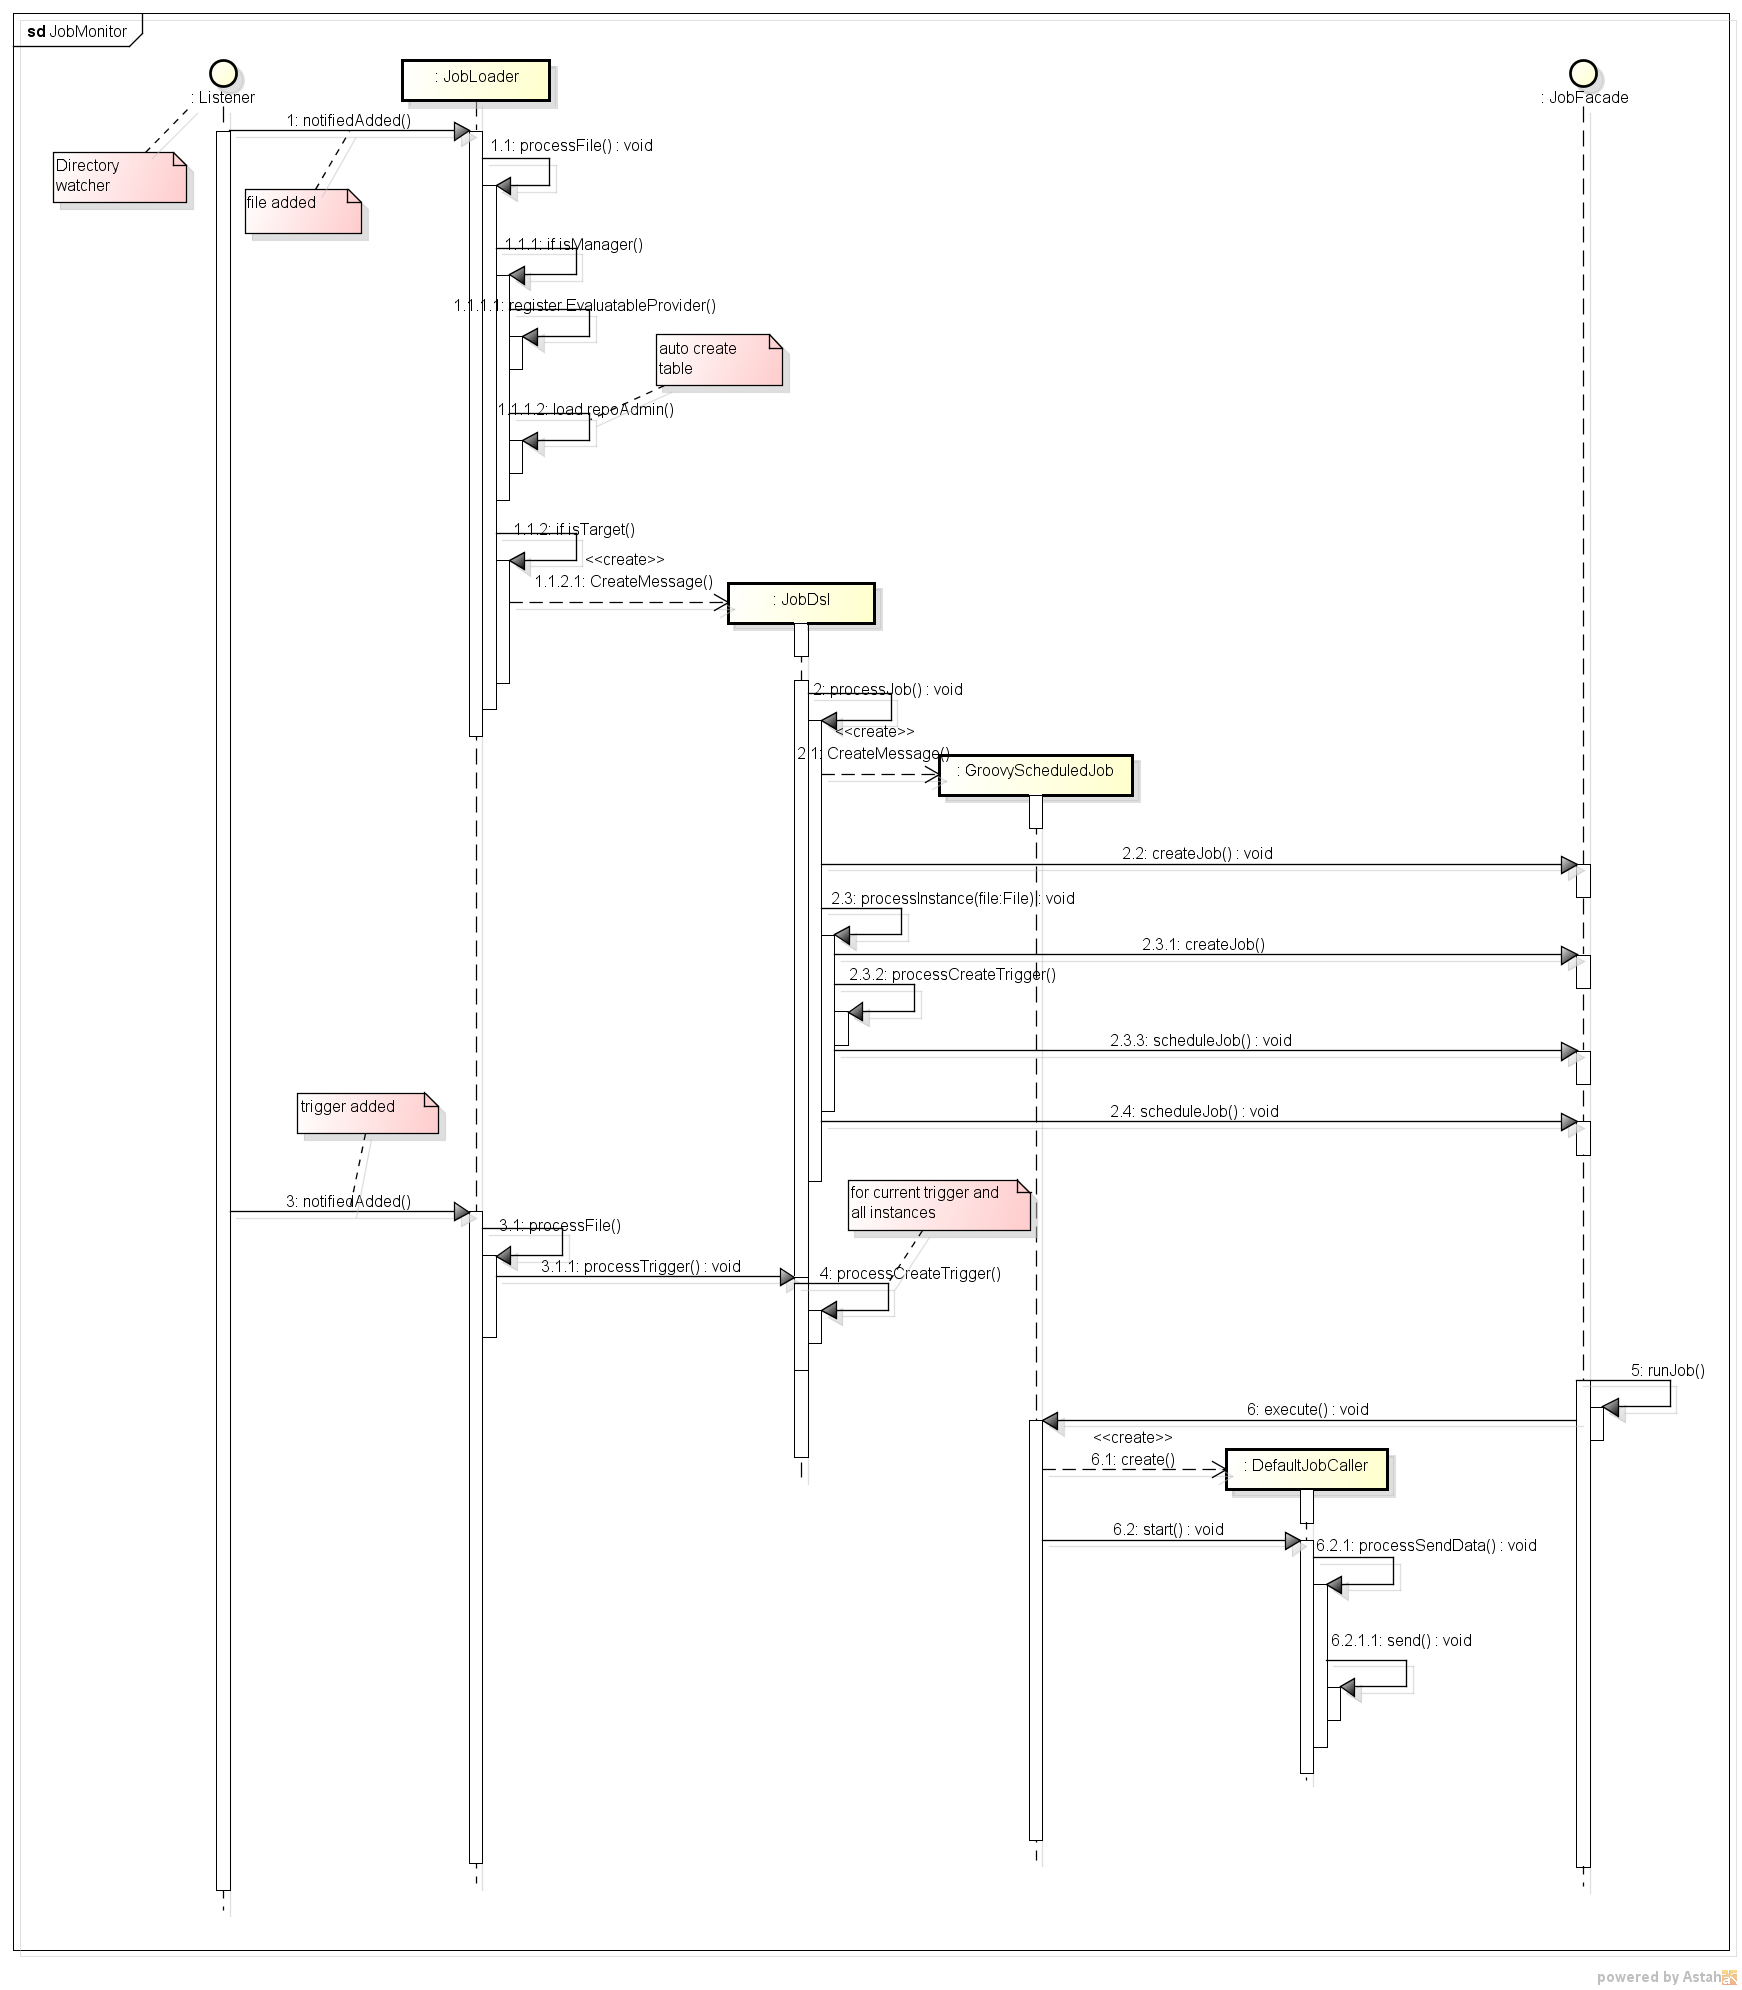 sd JobMonitor
: Listener
: JobLoader
: JobFacade
1: notifiedAdded()
1.1: processFile() : void
Directory
watcher
file added
1.1.1: if isManager()
1.1.1.1: register EvaluatableProvider()
auto create
table
1.1.1.2: load repoAdmin()
1.1.2: if isTarget()
<<create>>
1.1.2.1: CreateMessage()
: JobDsl
2: processJob() : void
<<create>>
2.1: CreateMessage()
: GroovyScheduledJob
2.2: createJob() : void
2.3: processInstance(file:File) : void
2.3.1: createJob()
2.3.2: processCreateTrigger()
2.3.3: scheduleJob() : void
trigger added
2.4: scheduleJob() : void
for current trigger and
all instances
3: notifiedAdded()
3.1: processFile()
3.1.1: processTrigger() : void
4: processCreateTrigger()
5: runJob()
6: execute() : void
<<create>>
6.1: create()
: DefaultJobCaller
6.2: start() : void
6.2.1: processSendData() : void
6.2.1.1: send() : void
powered by Astah